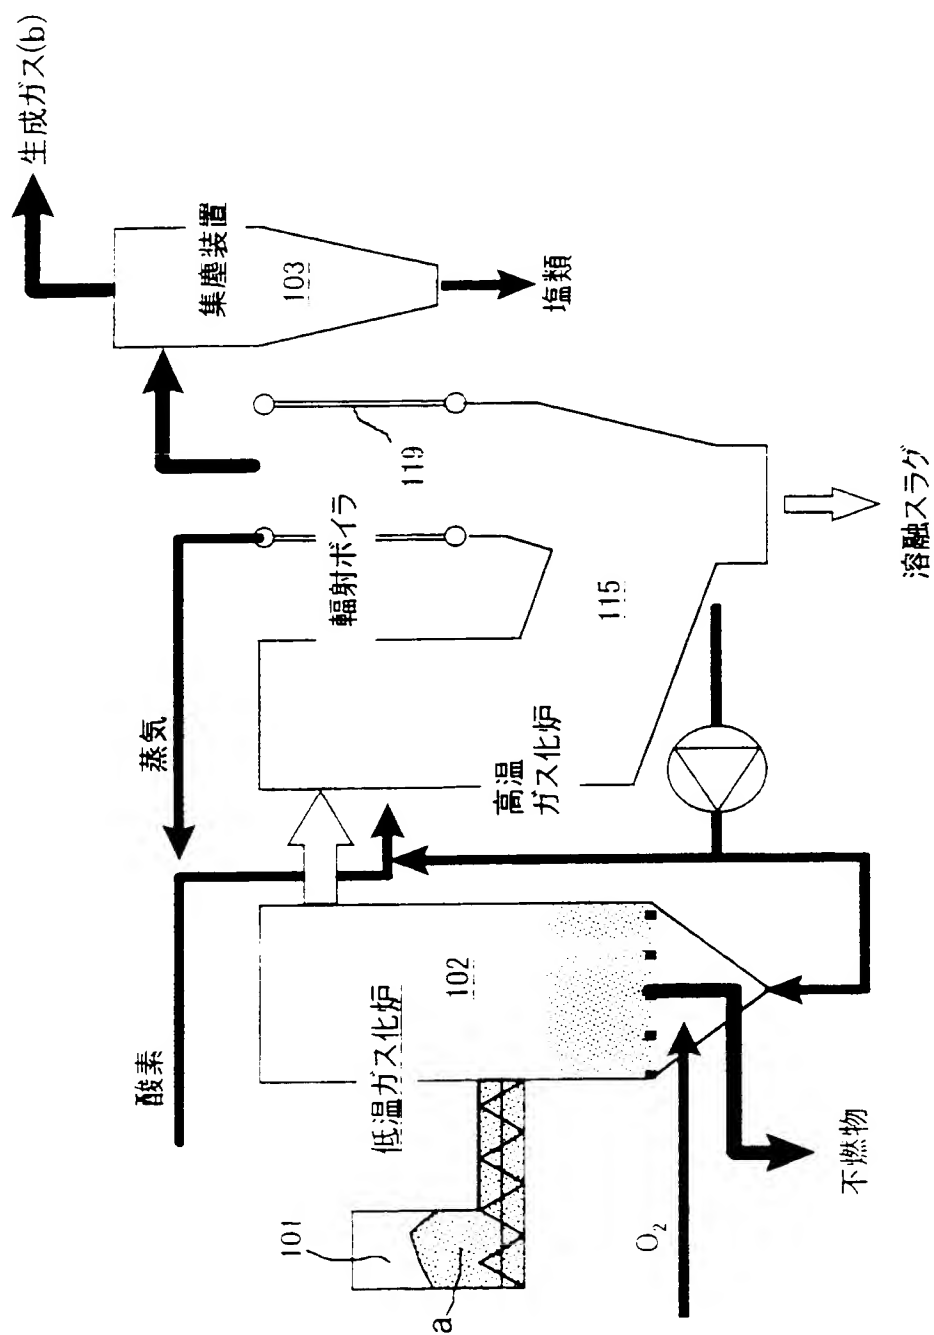 101
a
O2
不燃物
酸素
低温ガス化炉
102
蒸気
高温
ガス化炉
115
輻射ボイラ
119
溶融スラグ
集塵装置
103
塩類
生成ガス(b)